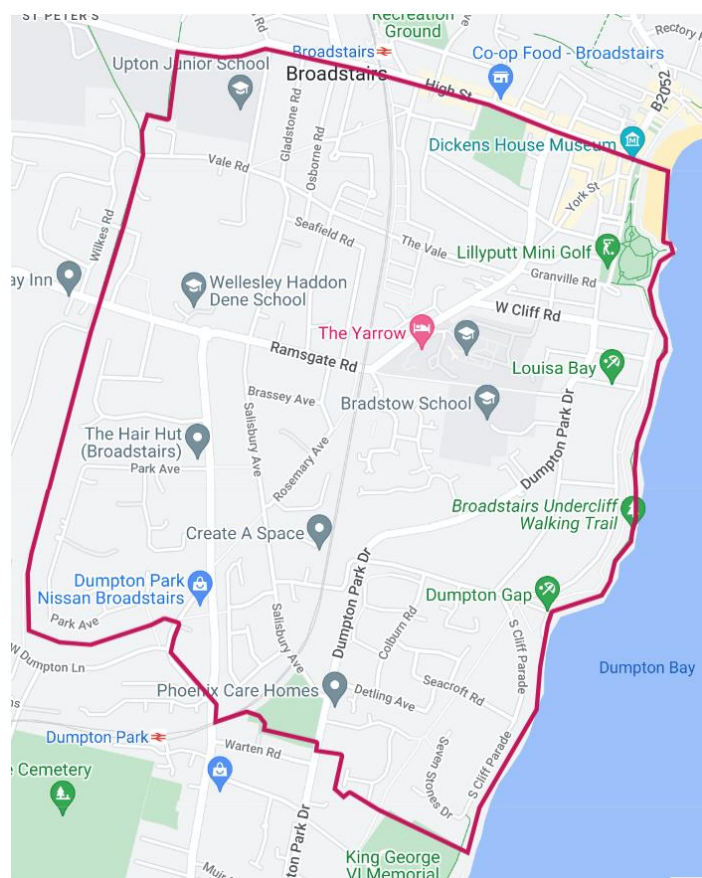 ST PETER'S
Recreation
Ground
Rectory R
Broadstairs
Co-op Food - Broadstairs
Upton Junior School
Broadstairs
High St
B2052
Gladstone Rd
Osborne Rd
Dickens House Museum
Vale Rd
York St
Wilkes Rd
Seafield Rd
The Vale
Lillyputt Mini Golf
Granville Rd
ay Inn
Wellesley Haddon
Dene School
W Cliff Rd
The Yarrow
Ramsgate Rd
Louisa Bay
Brassey Ave
Bradstow School
Salisbury Ave
Dumpton Park Dr
The Hair Hut
(Broadstairs)
Park Ave
Rosemary Ave
Broadstairs Undercliff
Walking Trail
Create A Space
Dumpton Park
Nissan Broadstairs
Dumpton Gap
Park Ave
Salisbury Ave
Dumpton Park Dr
Colburn Rd
S Cliff Parade
W Dumpton Ln
Dumpton Bay
Phoenix Care Homes
Detling Ave
Seacroft Rd
ns
Dumpton Park
Warten Rd
Seven Stones Dr
S Cliff Parade
e Cemetery
Dumpton Park Dr
King George
VI Memorial
Muir